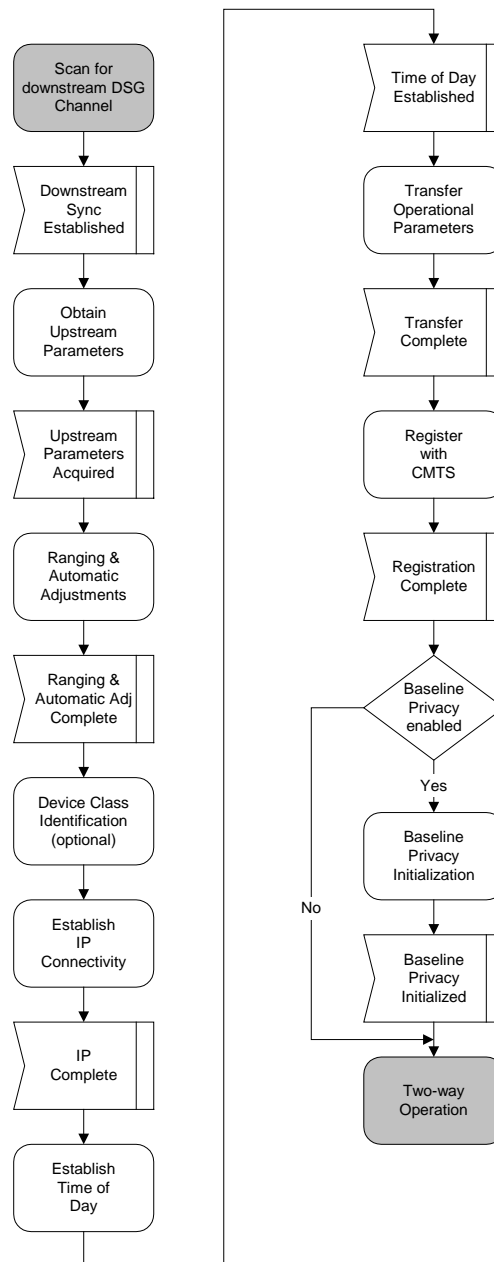 Scan for
downstream DSG
Channel
Downstream
Sync
Established
Obtain
Upstream
Parameters
Upstream
Parameters
Acquired
Ranging &
Automatic
Adjustments
Ranging &
Automatic Adj
Complete
Device Class
Identification
(optional)
Establish
IP
Connectivity
IP
Complete
Establish
Time of
Day
Time of Day
Established
Transfer
Operational
Parameters
Transfer
Complete
Register
with
CMTS
Registration
Complete
Baseline
Privacy
enabled
Yes
Baseline
Privacy
Initialization
No
Baseline
Privacy
Initialized
Two-way
Operation